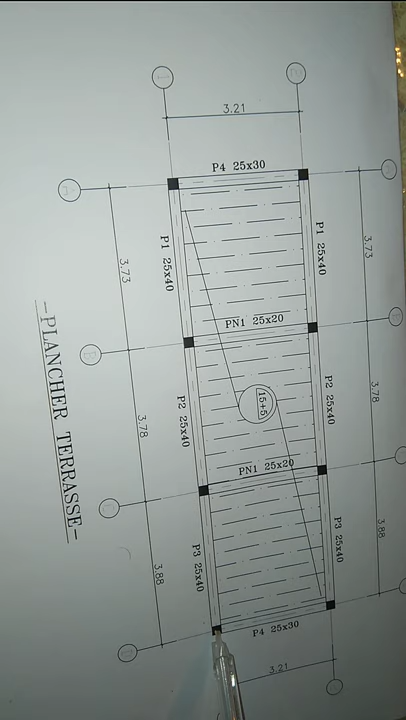 1
2
3.21
P4 25x30
A
A
P1 25x40
P1 25x40
3.73
3.73
PN1 25x20
B
P2 25x40
P2 25x40
3.78
3.78
15+5
PN1 25x20
P3 25x40
P3 25x40
3.88
3.88
P4 25x30
3.21
-PLANCHER TERRASSE-